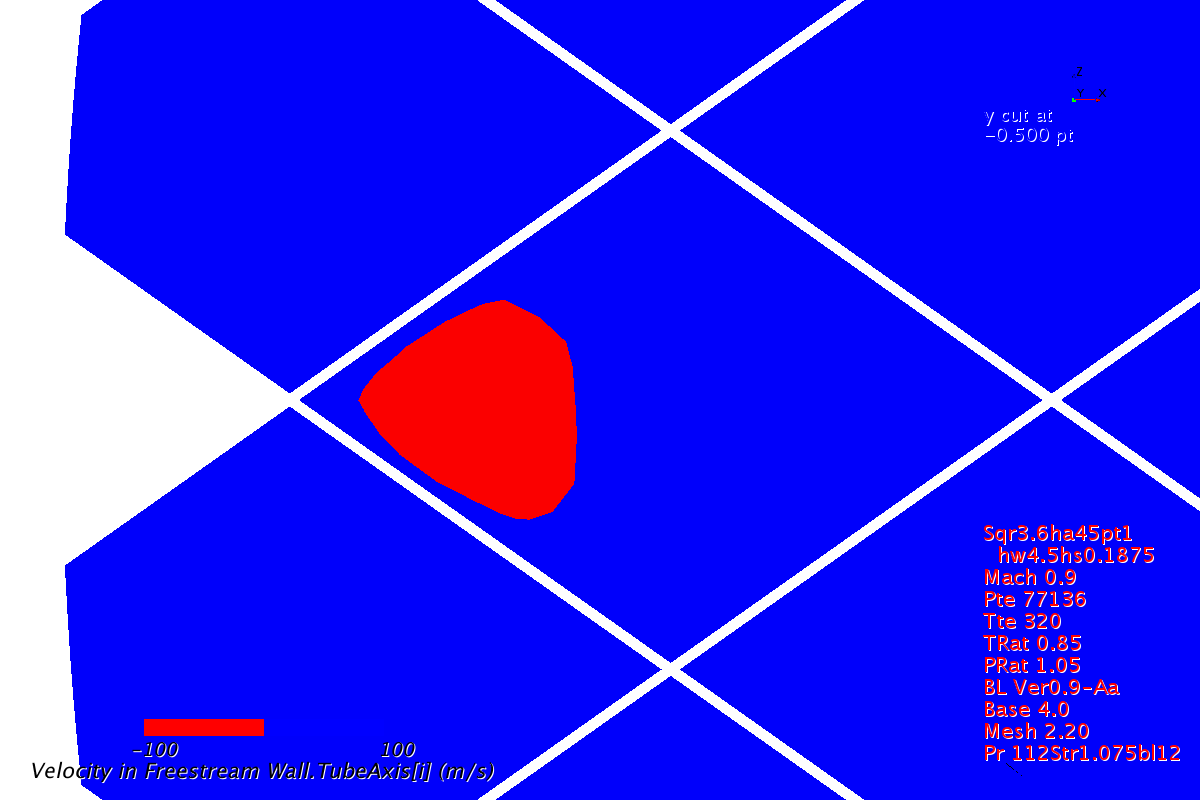 Z
Y X
y cut at
−0.500 pt
Sqr3.6ha45pt1
hw4.5hs0.1875
Mach 0.9
Pte 77136
Tte 320
TRat 0.85
PRat 1.05
BL Ver0.9−Aa
Base 4.0
Mesh 2.20
Pr 112Str1.075bl12
−100 100
Velocity in Freestream Wall.TubeAxis[i] (m/s)